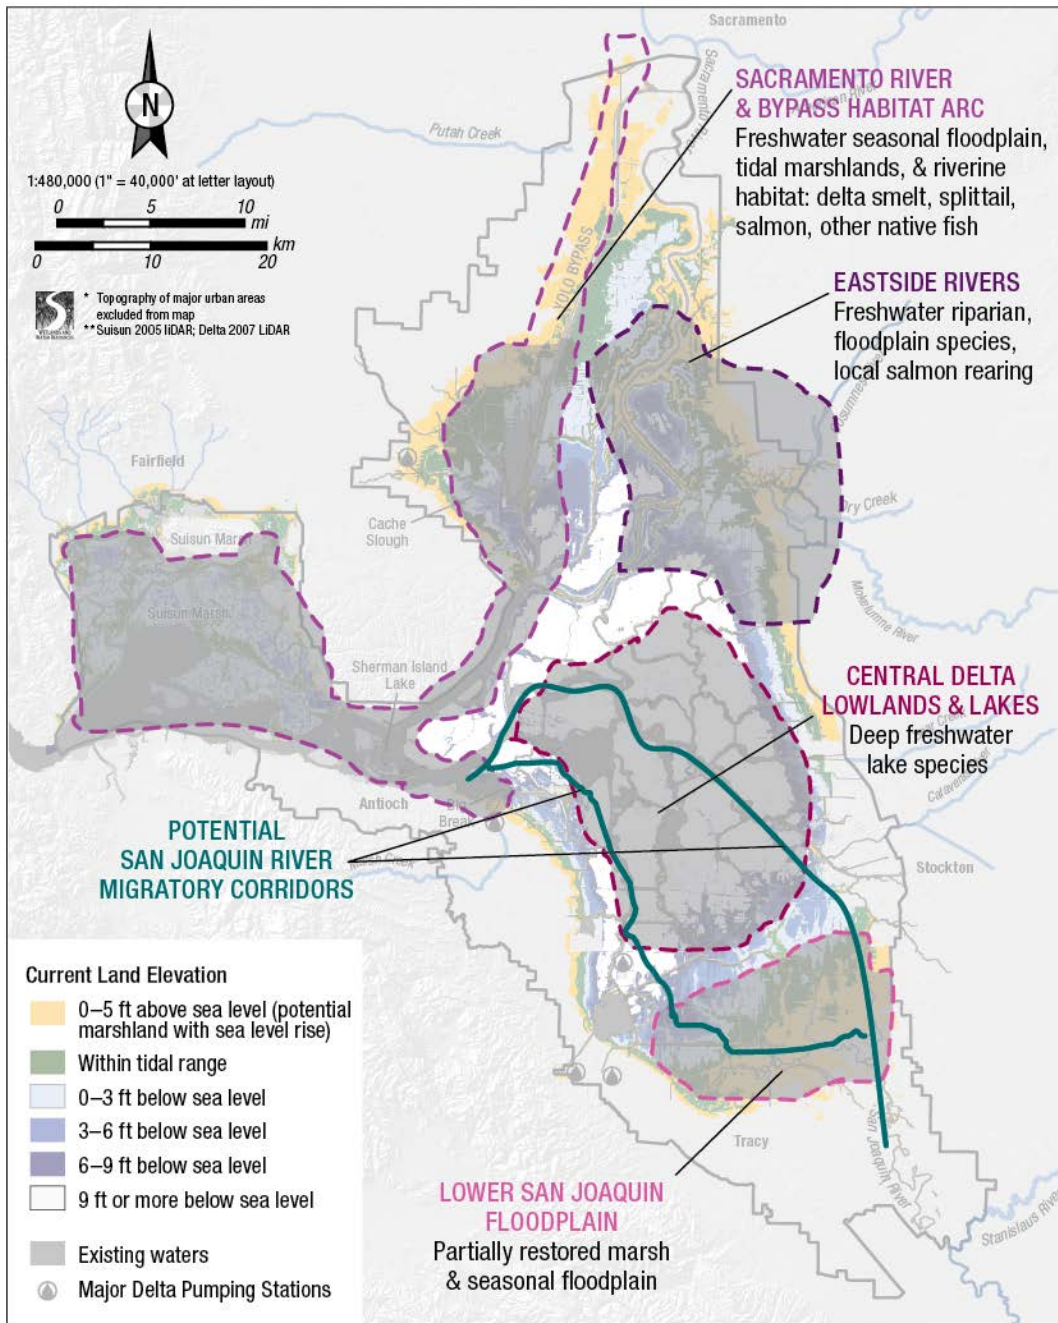 Sacramento
N
1:480,000 (1" = 40,000' at letter layout)
0 5 10
mi
km
0 10 20
* Topography of major urban areas
excluded from map
** Suisun 2005 liDAR; Delta 2007 LiDAR
Putah Creek
SACRAMENTO RIVER
& BYPASS HABITAT ARC
Freshwater seasonal floodplain,
tidal marshlands, & riverine
habitat: delta smelt, splittail,
salmon, other native fish
YOLO BYPASS
EASTSIDE RIVERS
Freshwater riparian,
floodplain species,
local salmon rearing
Fairfield
Suisun Marsh
Suisun Marsh
Cache
Slough
Dry Creek
Mokelumne River
Sherman Island
Lake
CENTRAL DELTA
LOWLANDS & LAKES
Deep freshwater
lake species
Antioch
Big
Break
POTENTIAL
SAN JOAQUIN RIVER
MIGRATORY CORRIDORS
Stockton
Current Land Elevation
0–5 ft above sea level (potential
marshland with sea level rise)
Within tidal range
0–3 ft below sea level
3–6 ft below sea level
6–9 ft below sea level
9 ft or more below sea level
Existing waters
Major Delta Pumping Stations
Tracy
San Joaquin River
Stanislaus River
LOWER SAN JOAQUIN
FLOODPLAIN
Partially restored marsh
& seasonal floodplain